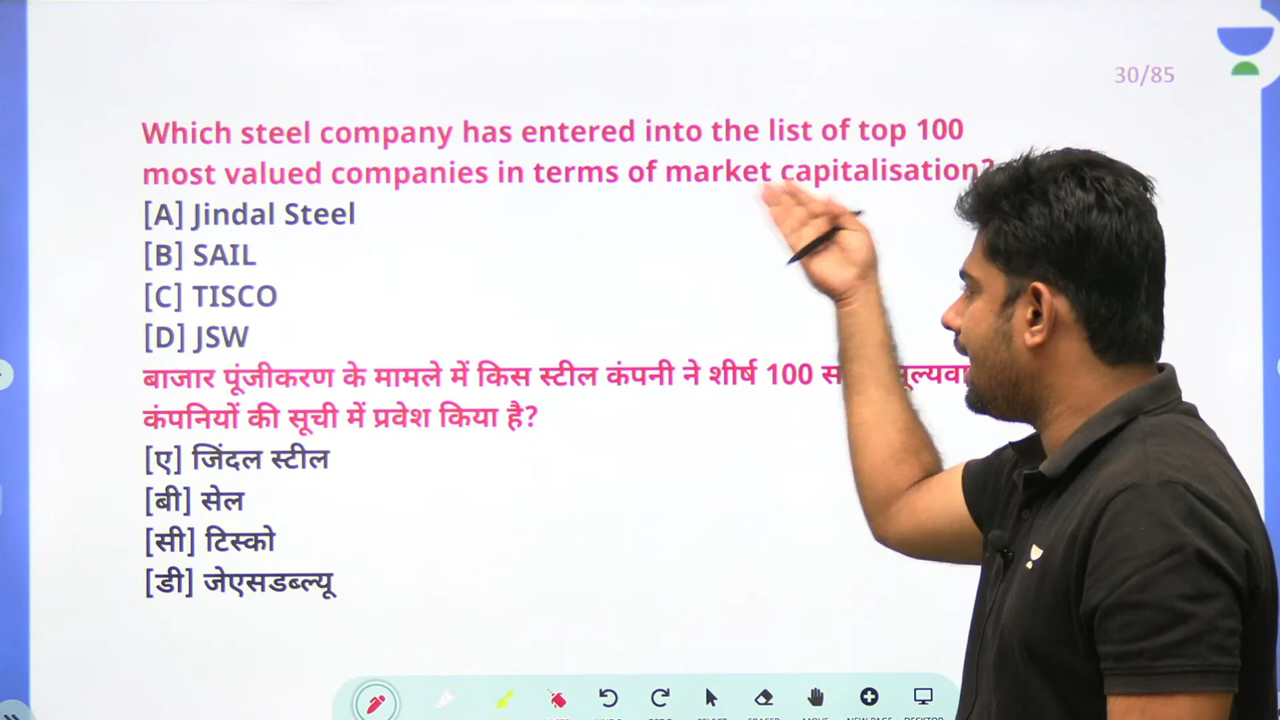 30/85
Which steel company has entered into the list of top 100
most valued companies in terms of market capitalisation?
[A] Jindal Steel
[B] SAIL
[C] TISCO
[D] JSW
बाजार पूंजीकरण के मामले में किस स्टील कंपनी ने शीर्ष 100
कंपनियों की सूची में प्रवेश किया है?
[ए] जिंदल स्टील
[बी] सेल
[सी] टिस्को
[डी] जेएसडब्ल्यू